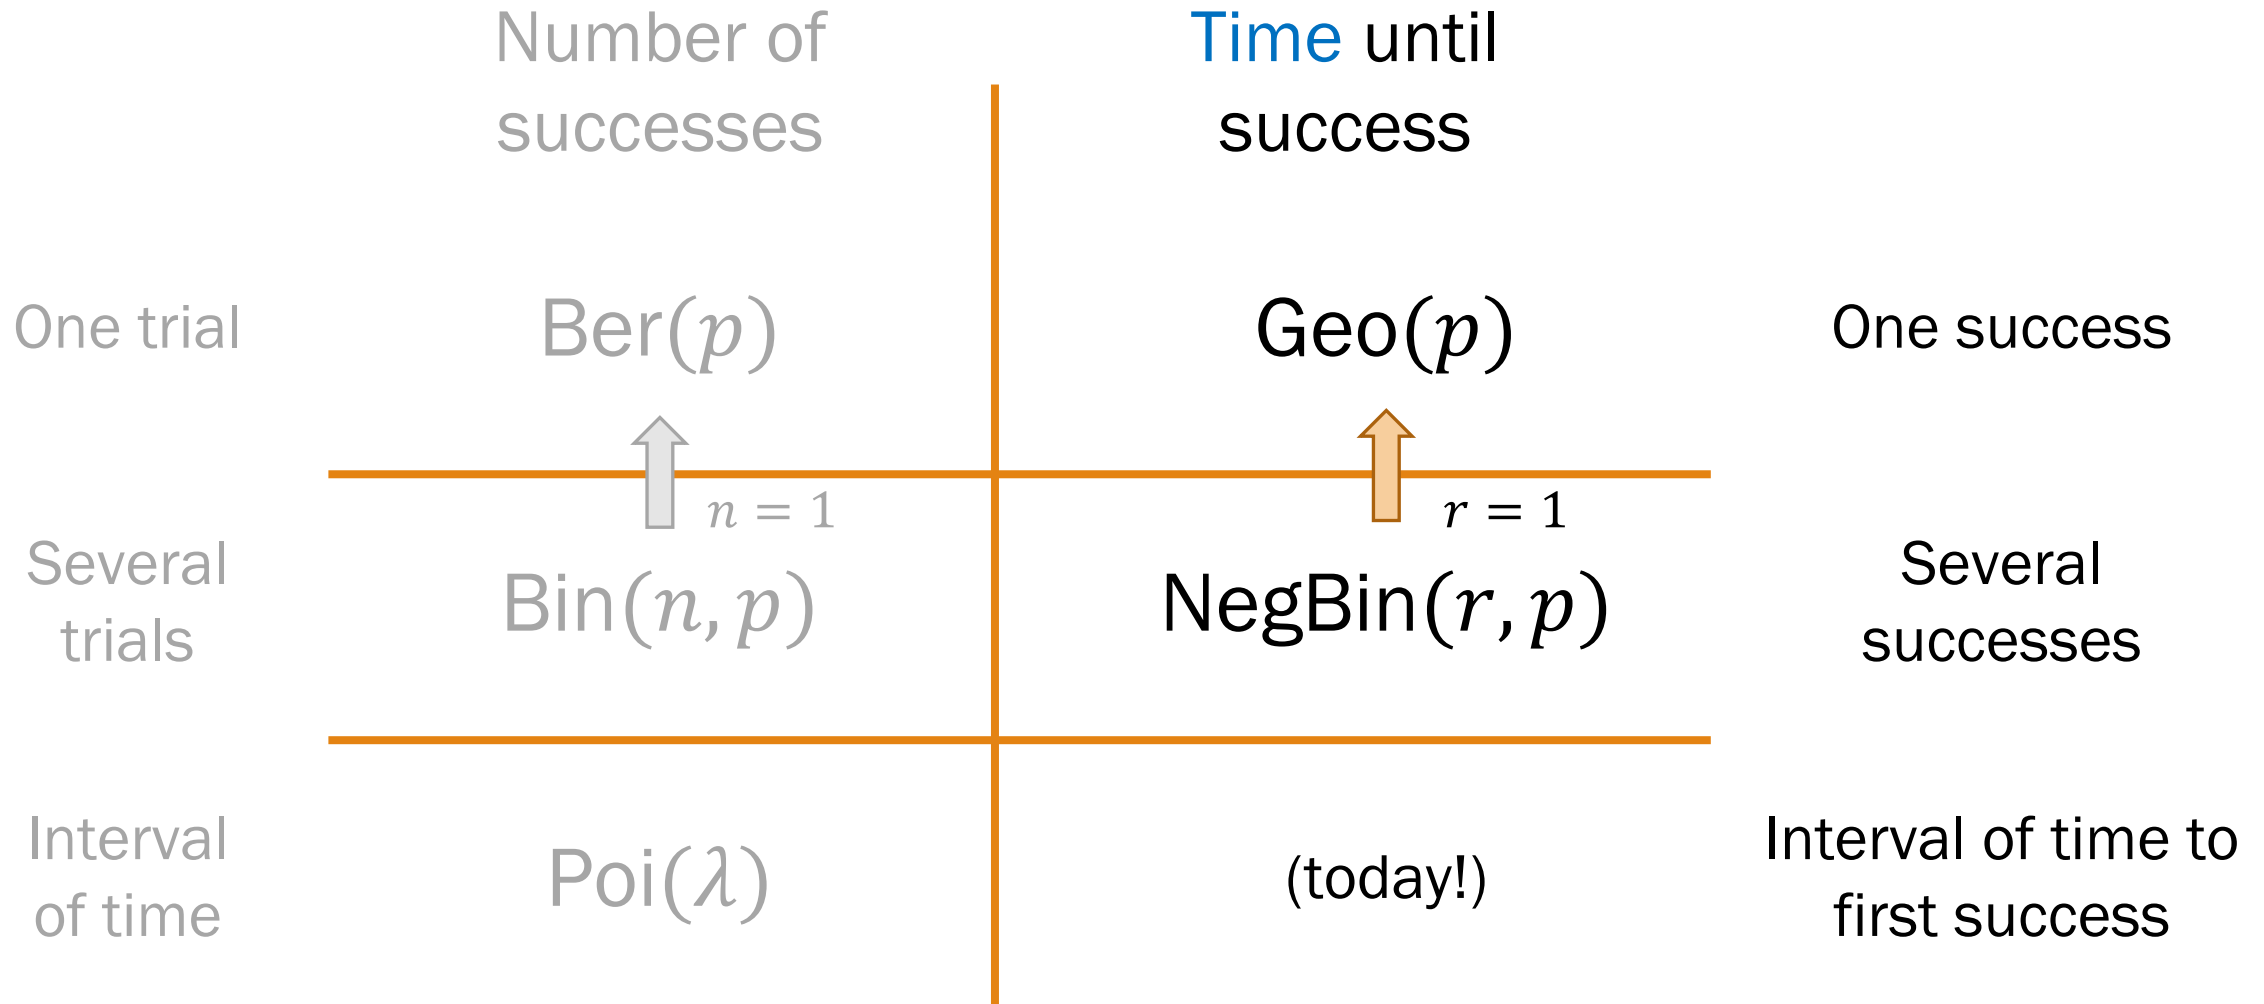 Number of
successes
Time until
success
One trial
Ber(p)
Geo(p)
One success
n = 1
r = 1
Several
trials
Bin(n, p)
NegBin(r, p)
Several
successes
Interval
of time
Poi(λ)
(today!)
Interval of time to
first success